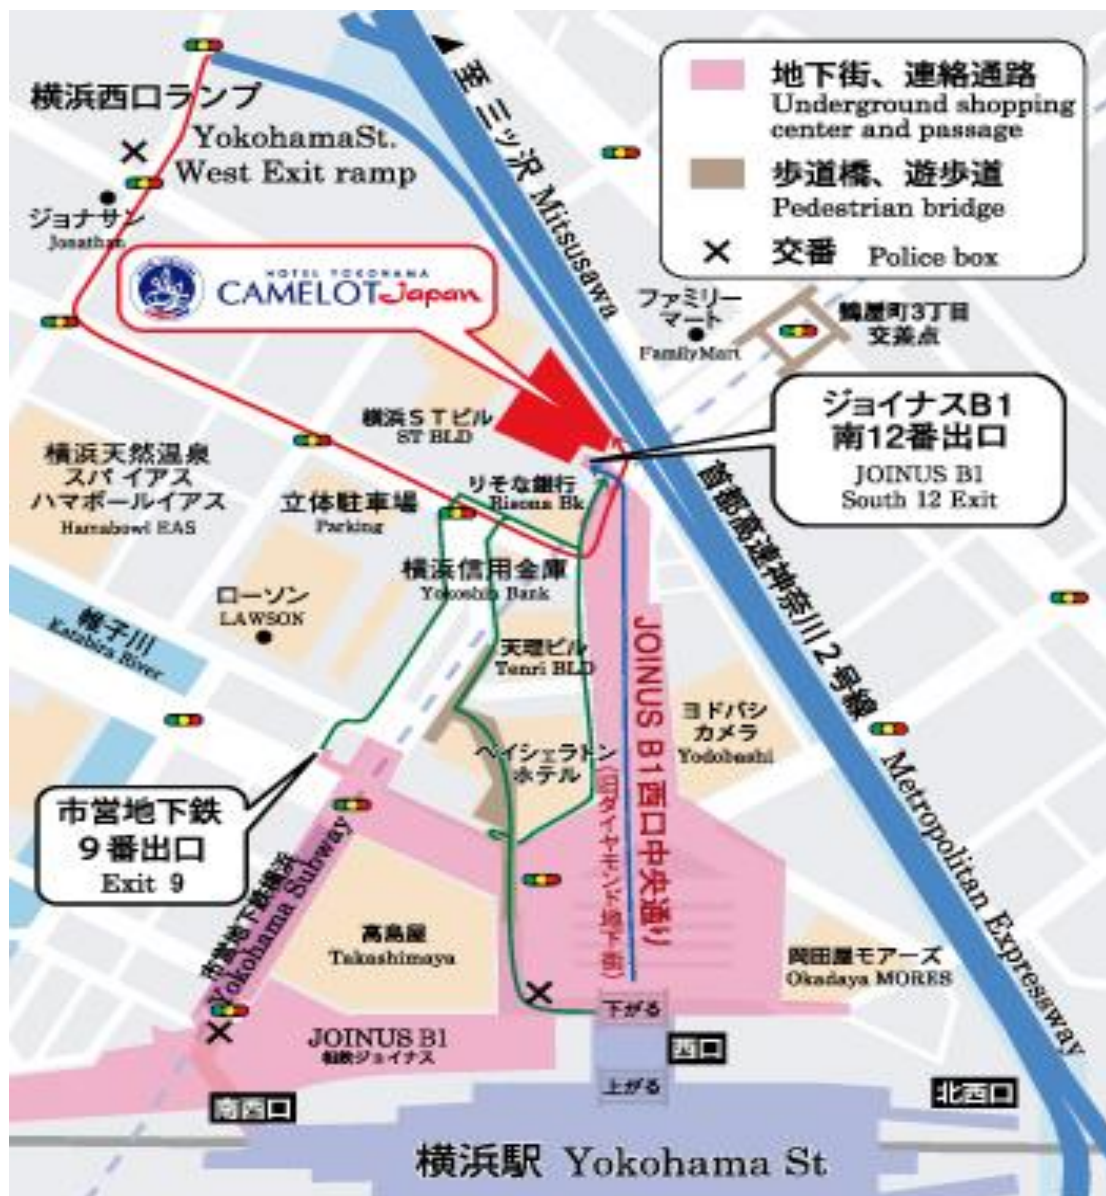 横浜西口ランプ
YokohamaSt.
West Exit ramp
至 三ッ沢 Mitsusawa
地下街、連絡通路
Underground shopping
center and passage
歩道橋、遊歩道
Pedestrian bridge
交番 Police box
ジョナサン
Jonathan
HOTEL YOKOHAMA
CAMELOT Japan
ファミリー
マート
FamilyMart
鶴屋町3丁目
交差点
横浜STビル
ST BLD
ジョイナスB1
南12番出口
JOINUS B1
South 12 Exit
横浜天然温泉
スパ イアス
ハマボールイアス
Hamabowl EAS
立体駐車場
Parking
りそな銀行
Risona Bk
首都高速神奈川2号線 Metropolitan Expressway
横浜信用金庫
Yokoshin Bank
ローソン
LAWSON
帷子川
Katabira River
天理ビル
Tenri BLD
JOINUS B1西口中央通り
(旧ダイヤモンド地下街)
ヨドバシ
カメラ
Yodobashi
ベイシェラトン
ホテル
市営地下鉄
9番出口
Exit 9
市営地下鉄横浜
Yokohama Subway
高島屋
Takashimaya
岡田屋モアーズ
Okadaya MORES
下がる
JOINUS B1
相鉄ジョイナス
西口
上がる
南西口
北西口
横浜駅 Yokohama St